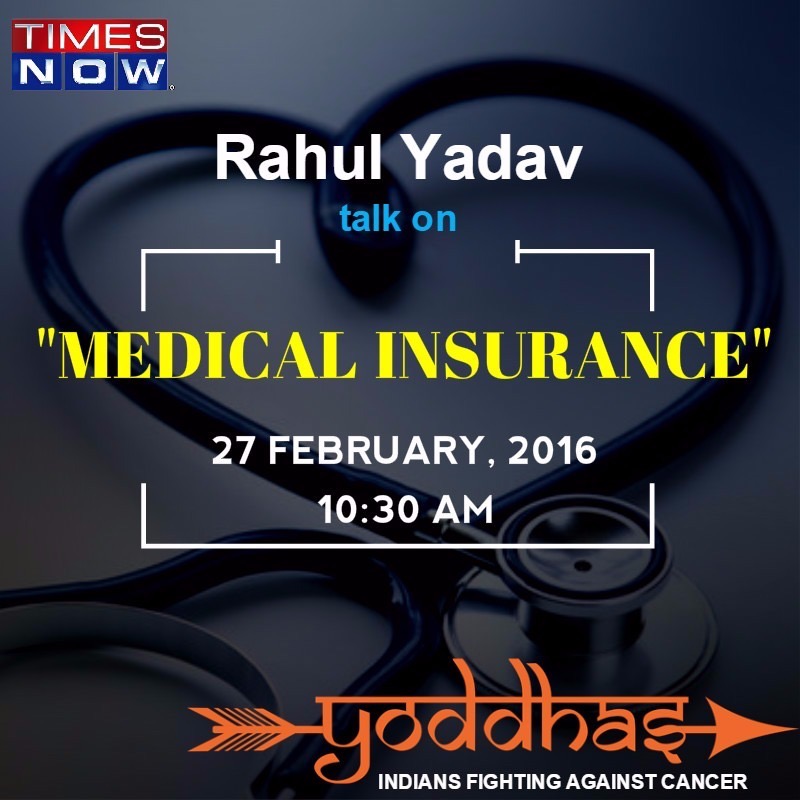 TIMES
NOW
Rahul Yadav
talk on
"MEDICAL INSURANCE"
27 FEBRUARY, 2016
10:30 AM
yoddhas
INDIANS FIGHTING AGAINST CANCER